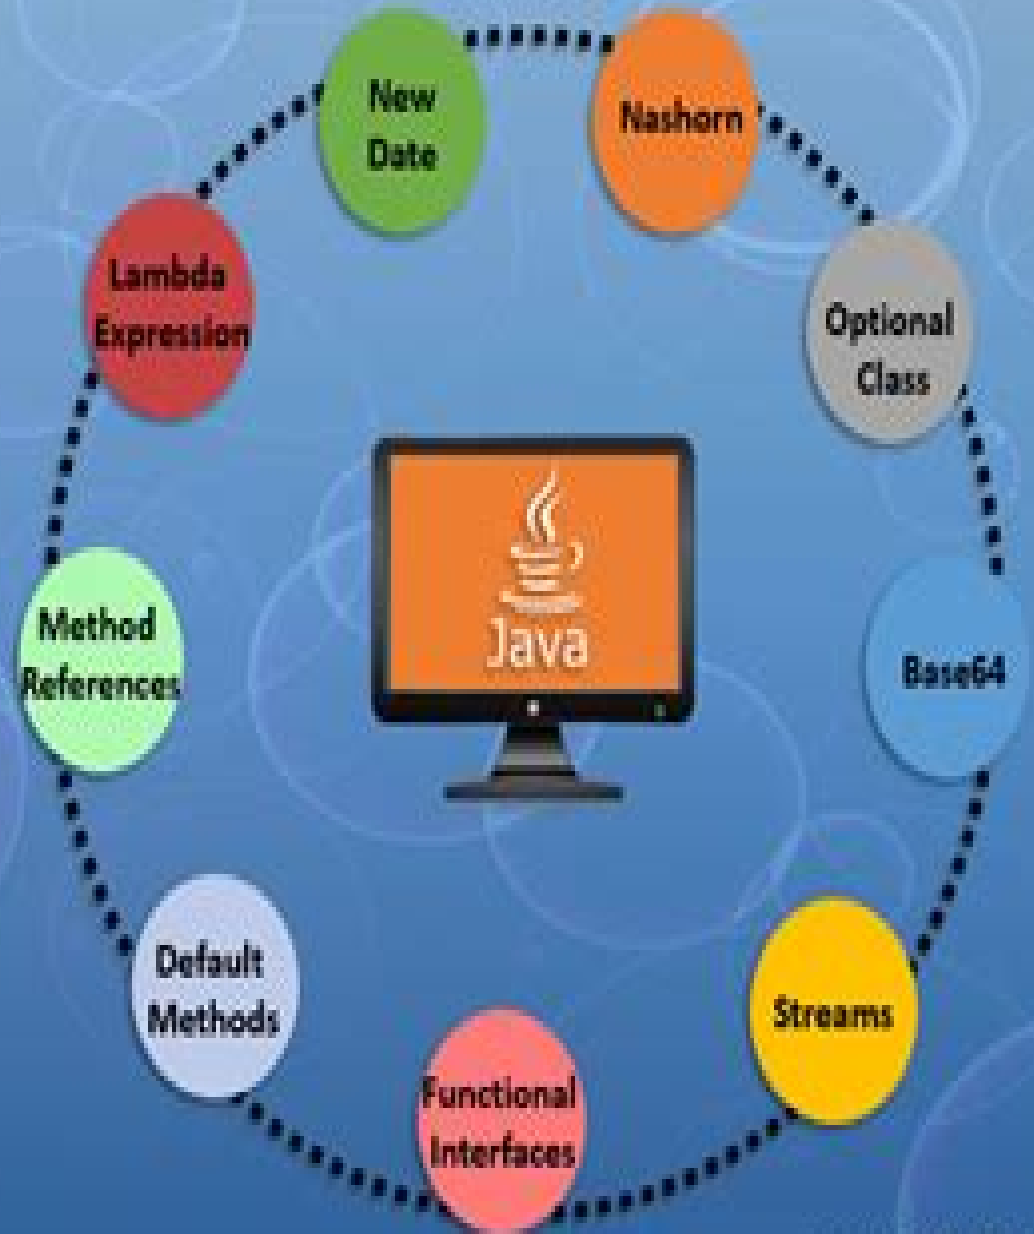 New
Date
Nashorn
Lambda
Expression
Optional
Class
Java
Method
References
Base64
Default
Methods
Streams
Functional
Interfaces